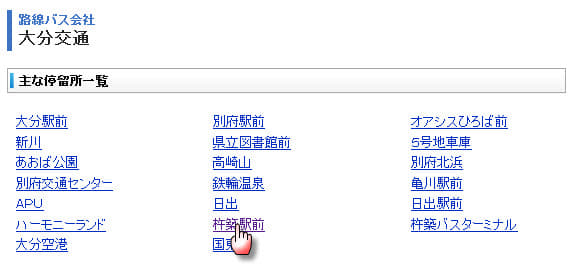 路線バス会社
大分交通
主な停留所一覧
大分駅前 別府駅前 オアシスひろば前
新川 県立図書館前 5号地車庫
あおば公園 高崎山 別府北浜
別府交通センター 鉄輪温泉 亀川駅前
APU 日出 日出駅前
ハーモニーランド 杵築駅前 杵築バスターミナル
大分空港 国東